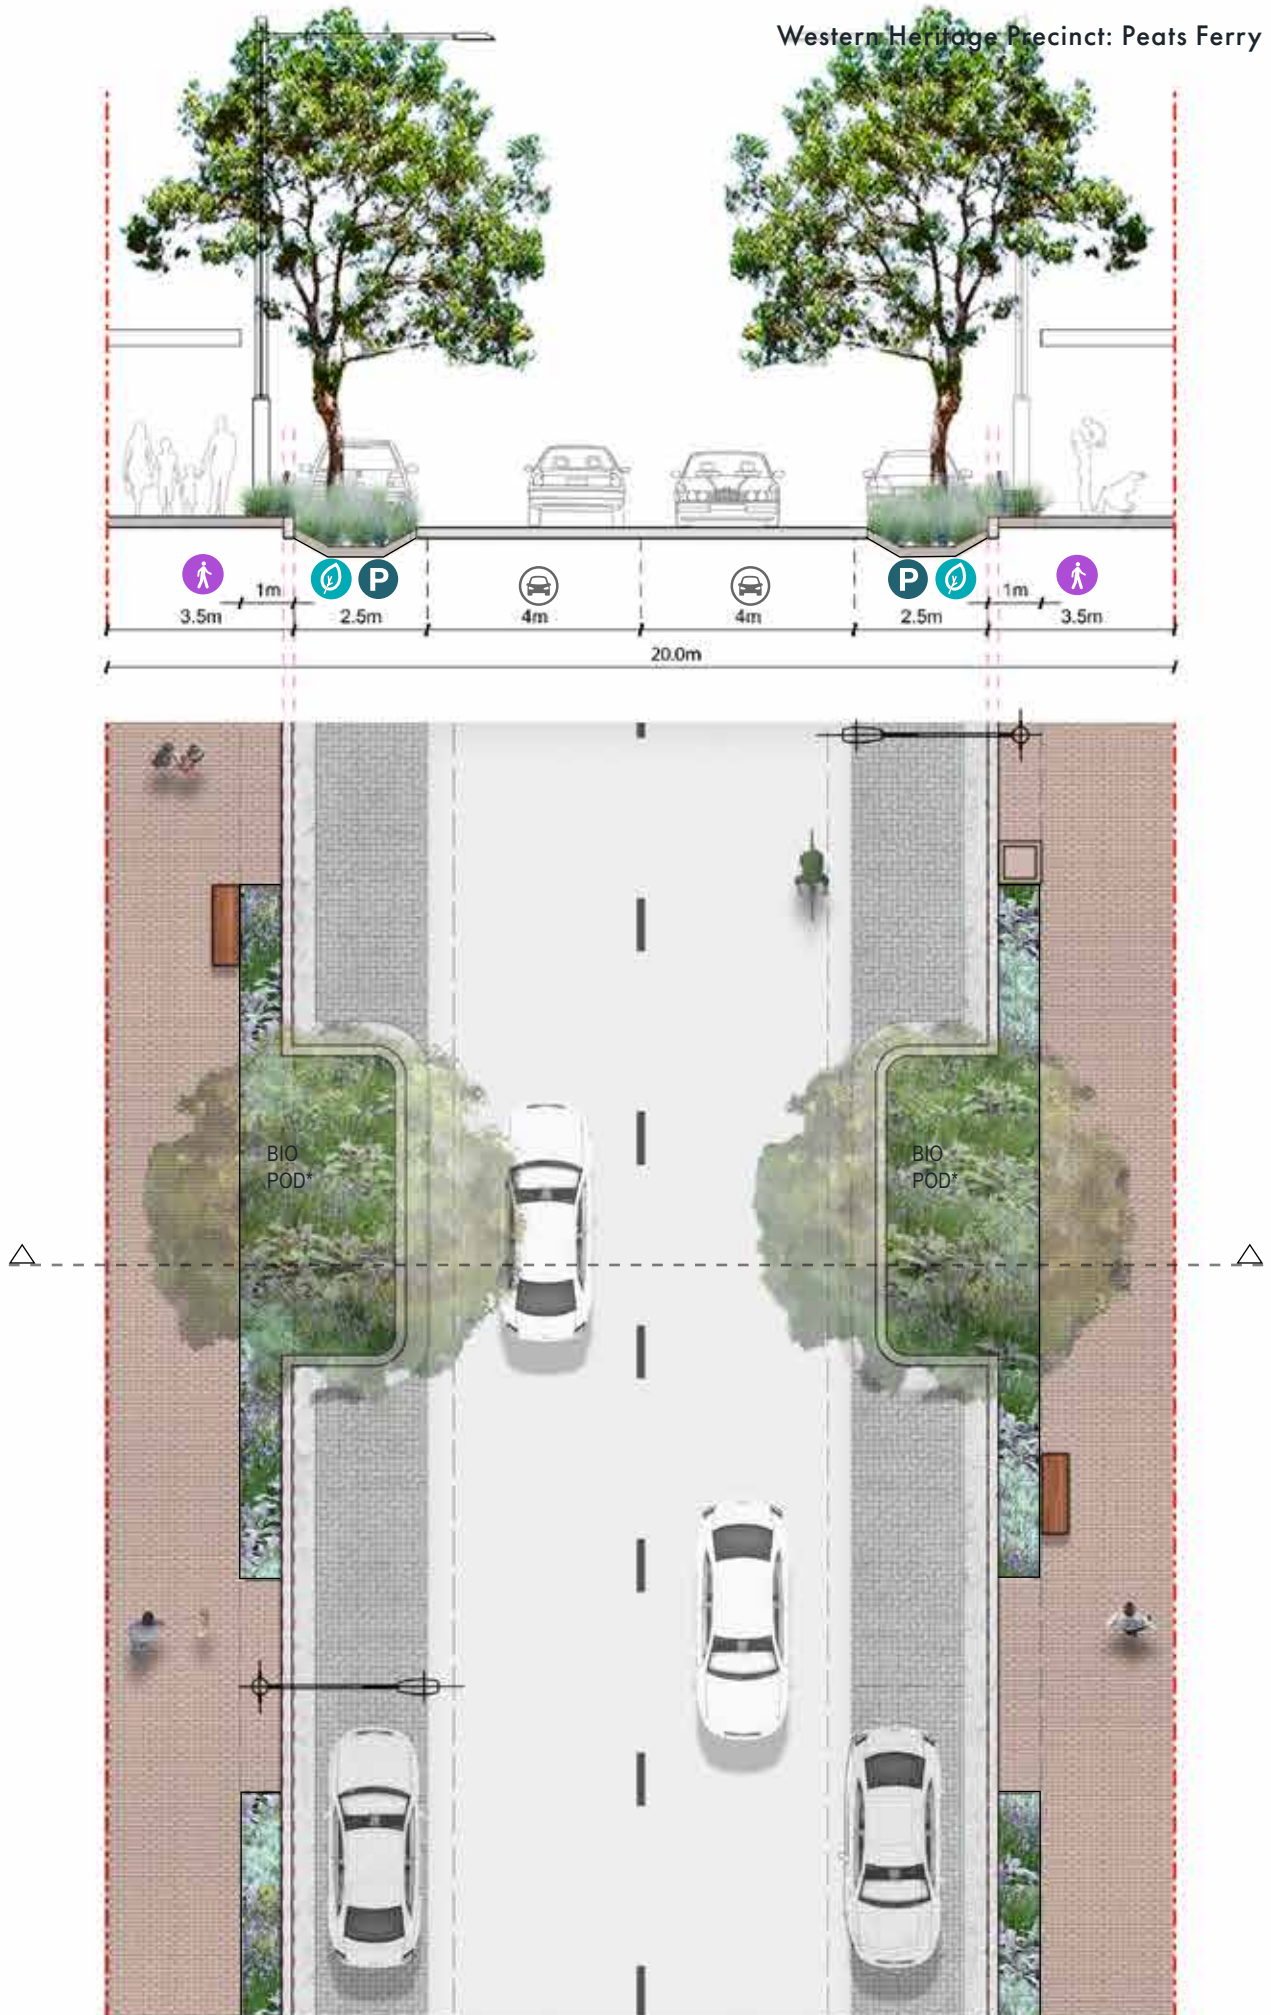 Western Heritage Precinct: Peats Ferry
P
P
1m
1m
3.5m
2.5m
4m
4m
2.5m
3.5m
20.0m
BIO
POD*
BIO
POD*